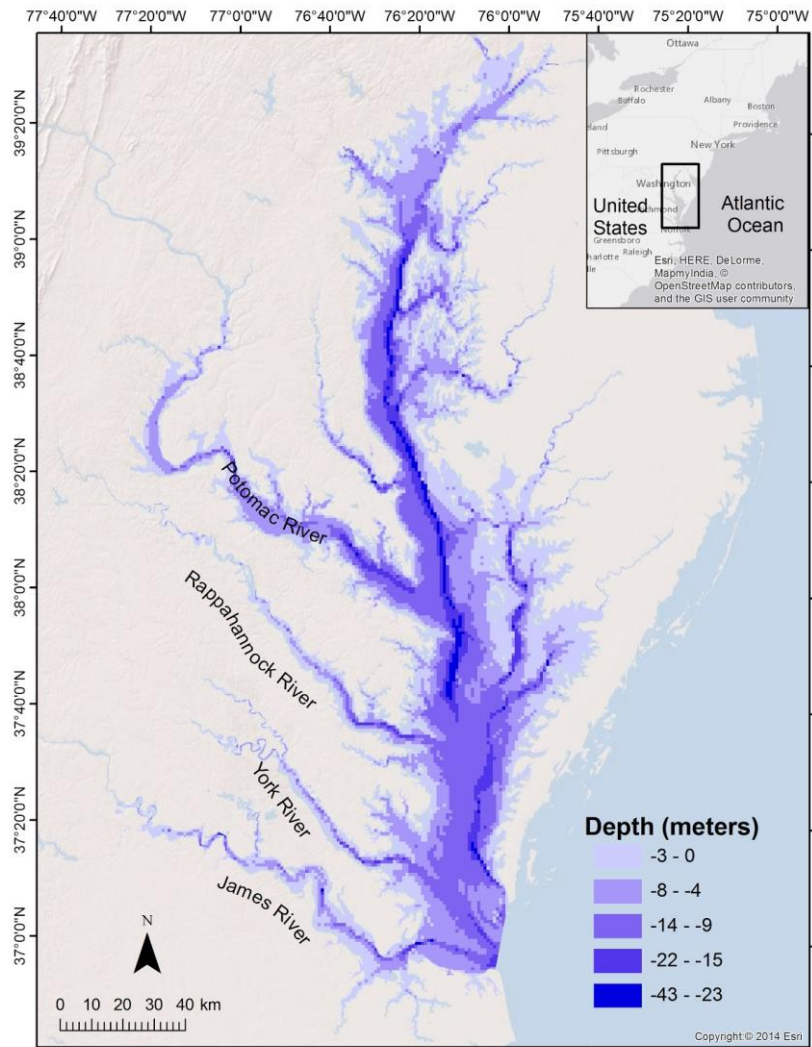 77°40'0"W 77°20'0"W 77°0'0"W 76°40'0"W 76°20'0"W 76°0'0"W 75°40'0"W 75°20'0"W 75°0'0"W
39°20'0"N
39°0'0"N
38°40'0"N
38°20'0"N
38°0'0"N
37°40'0"N
37°20'0"N
37°0'0"N
Ottawa
Rochester
Buffalo
Albany
Boston
Providence
eland
New York
Pittsburgh
Washington
United
States
Atlantic
Ocean
Norfolk
Greensboro
Raleigh
harlotte
lle
Esri, HERE, DeLorme,
MapmyIndia, ©
OpenStreetMap contributors,
and the GIS user community
Potomac River
Rappahannock River
York River
James River
N
0 10 20 30 40 km
Depth (meters)
-3 - 0
-8 - -4
-14 - -9
-22 - -15
-43 - -23
Copyright:© 2014 Esri